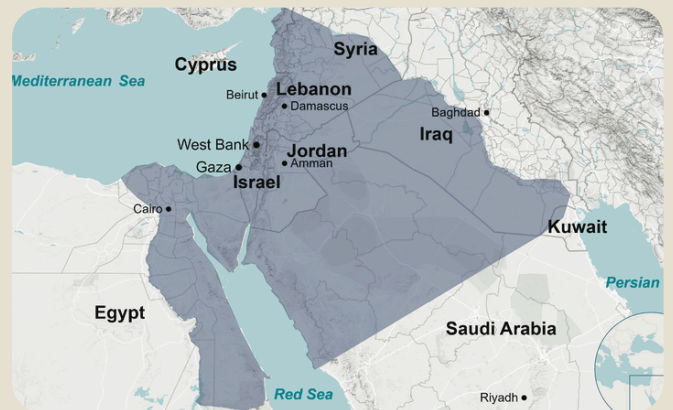 Syria
Cyprus
Mediterranean Sea
Lebanon
Beirut
Damascus
Baghdad
Iraq
West Bank
Jordan
Gaza
Amman
Israel
Cairo
Kuwait
Persian
Egypt
Saudi Arabia
Red Sea
Riyadh